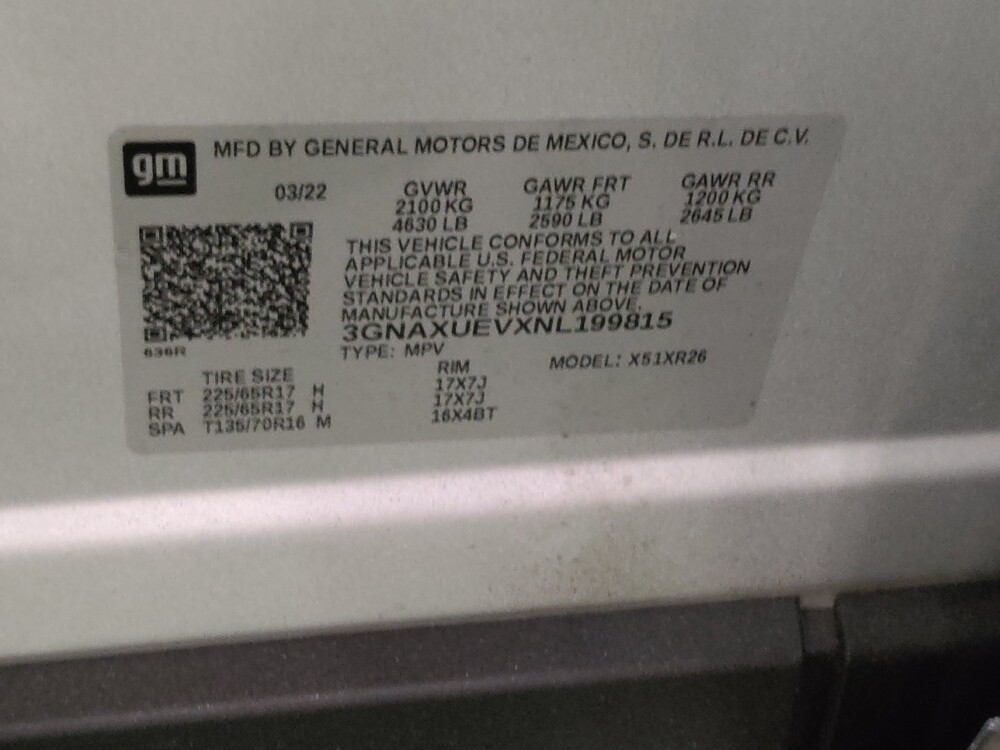 gm
MFD BY GENERAL MOTORS DE MEXICO, S. DE R.L. DE C.V.
03/22 GVWR GAWR FRT GAWR RR
2100 KG 1175 KG 1200 KG
4630 LB 2590 LB 2645 LB
THIS VEHICLE CONFORMS TO ALL
APPLICABLE U.S. FEDERAL MOTOR
VEHICLE SAFETY AND THEFT PREVENTION
STANDARDS IN EFFECT ON THE DATE OF
MANUFACTURE SHOWN ABOVE.
3GNAXUEVXNL199815
636R
TYPE: MPV MODEL: X51XR26
TIRE SIZE RIM
FRT 225/65R17 H 17X7J
RR 225/65R17 H 17X7J
SPA T135/70R16 M 16X4BT